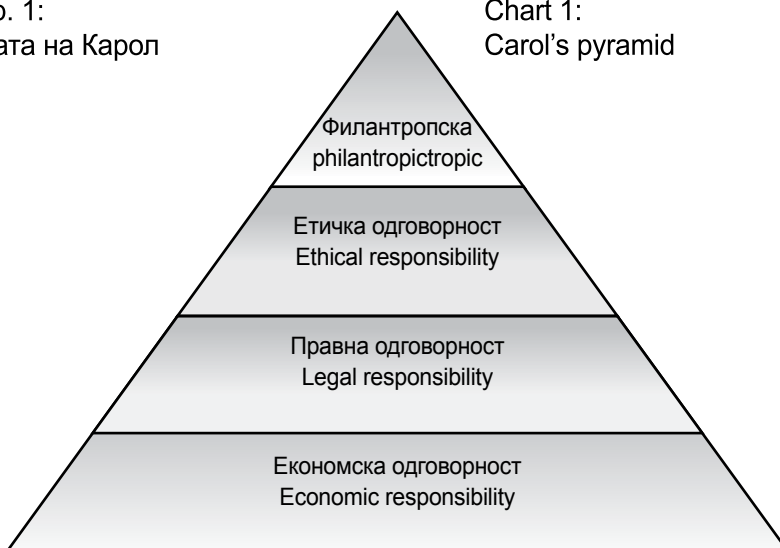 1:
на Карол
Chart 1:
Carol's pyramid
Филантропска
philantropictropic
Етичка одговорност
Ethical responsibility
Правна одговорност
Legal responsibility
Економска одговорност
Economic responsibility